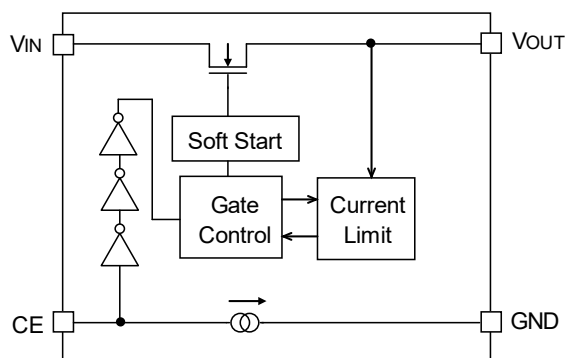 VIN
VOUT
Soft Start
Gate
Control
Current
Limit
CE
GND